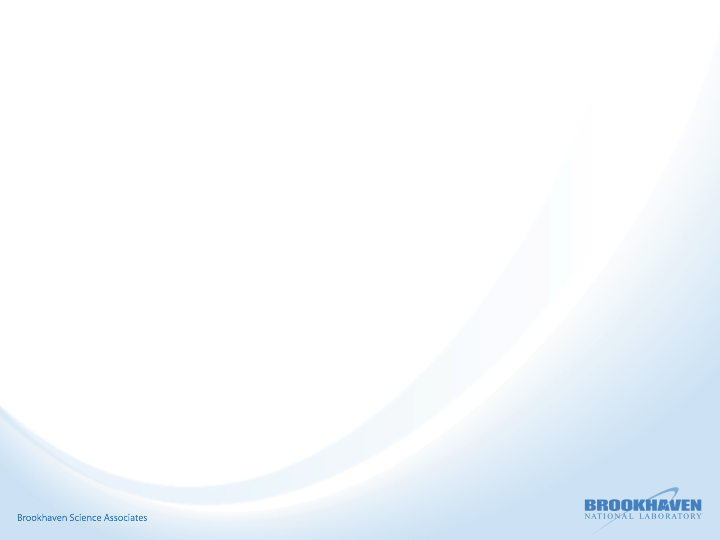 Brookhaven Science Associates
BROOKHAVEN
NATIONAL LABORATORY